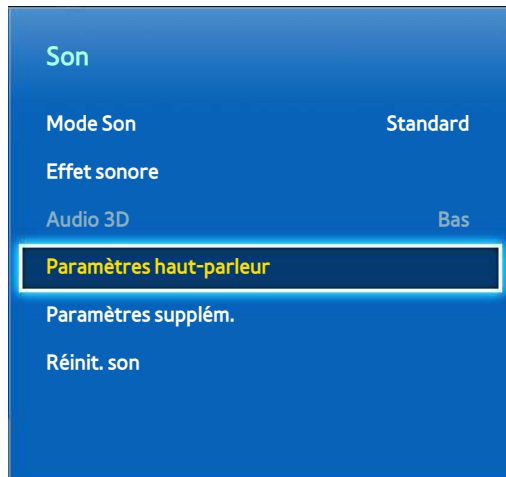 Son
Mode Son Standard
Effet sonore
Audio 3D Bas
Paramètres haut-parleur
Paramètres supplém.
Réinit. son